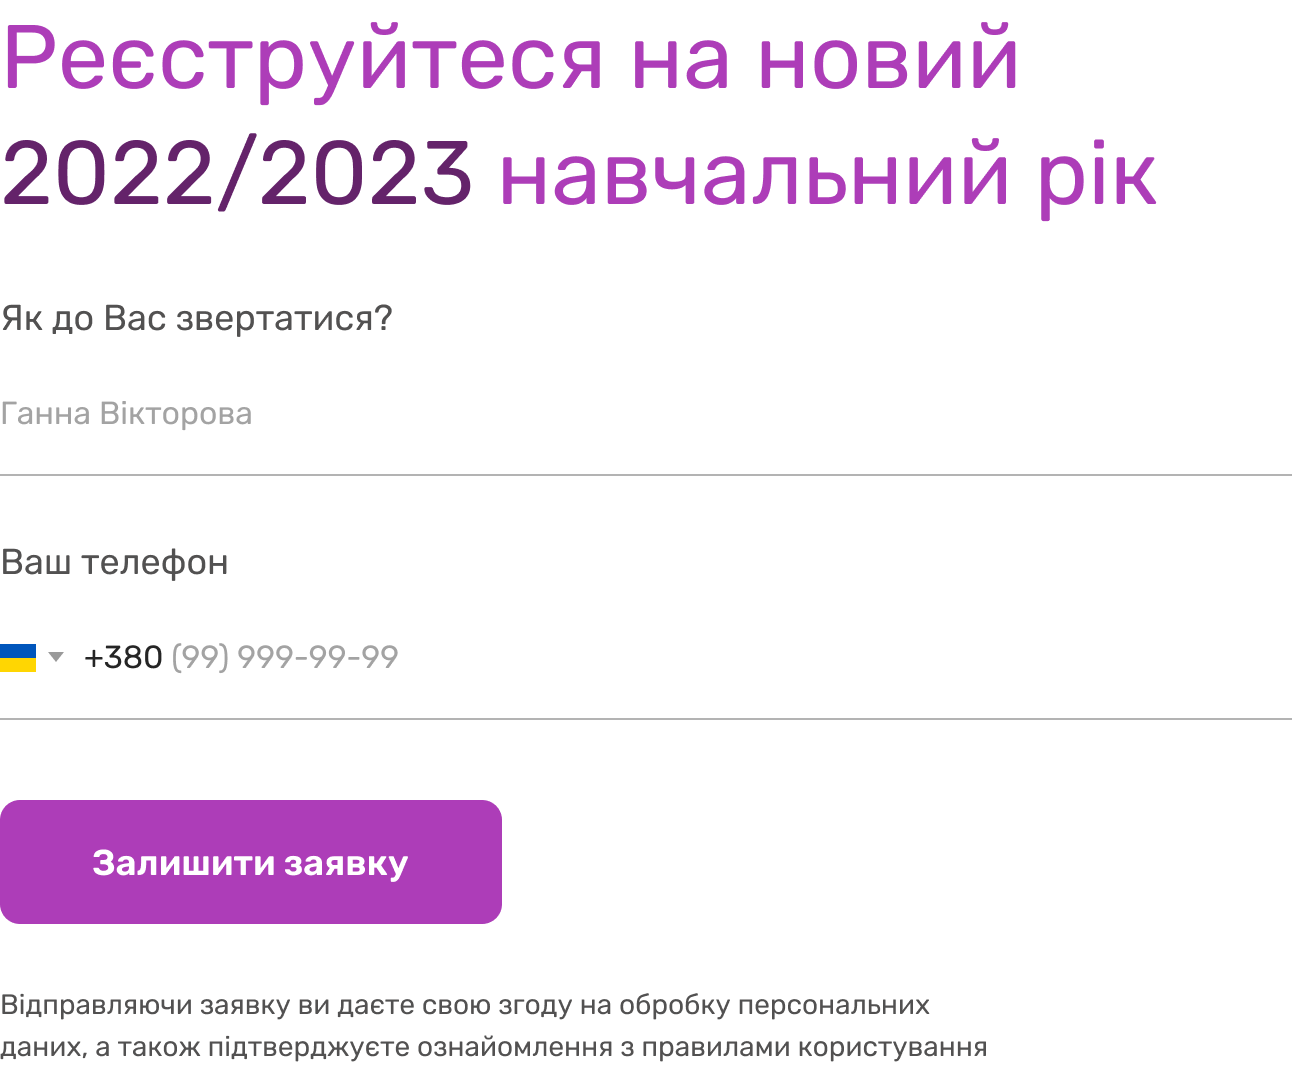 Реєструйтеся на новий
2022/2023 навчальний рік
Як до Вас звертатися?
Ганна Вікторова
Ваш телефон
+380 (99) 999-99-99
Залишити заявку
Відправляючи заявку ви даєте свою згоду на обробку персональних
даних, а також підтверджуєте ознайомлення з правилами користування